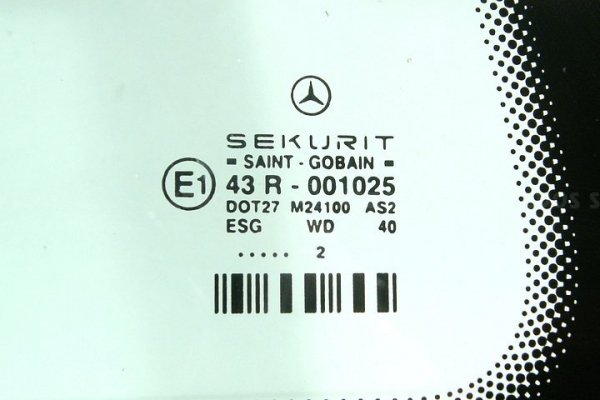 SEKURIT
SAINT - GOBAIN
E1 43 R - 001025
DOT27 M24100 AS2
ESG WD 40
..... 2